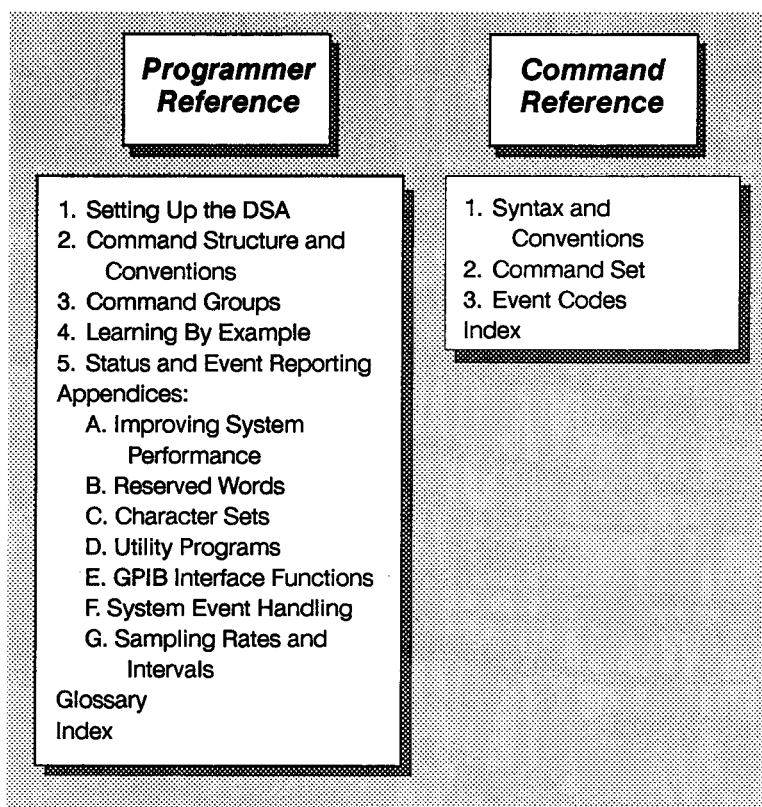 Programmer
Reference
1. Setting Up the DSA
2. Command Structure and
Conventions
3. Command Groups
4. Learning By Example
5. Status and Event Reporting
Appendices:
A. Improving System
Performance
B. Reserved Words
C. Character Sets
D. Utility Programs
E. GPIB Interface Functions
F. System Event Handling
G. Sampling Rates and
Intervals
Glossary
Index
Command
Reference
1. Syntax and
Conventions
2. Command Set
3. Event Codes
Index